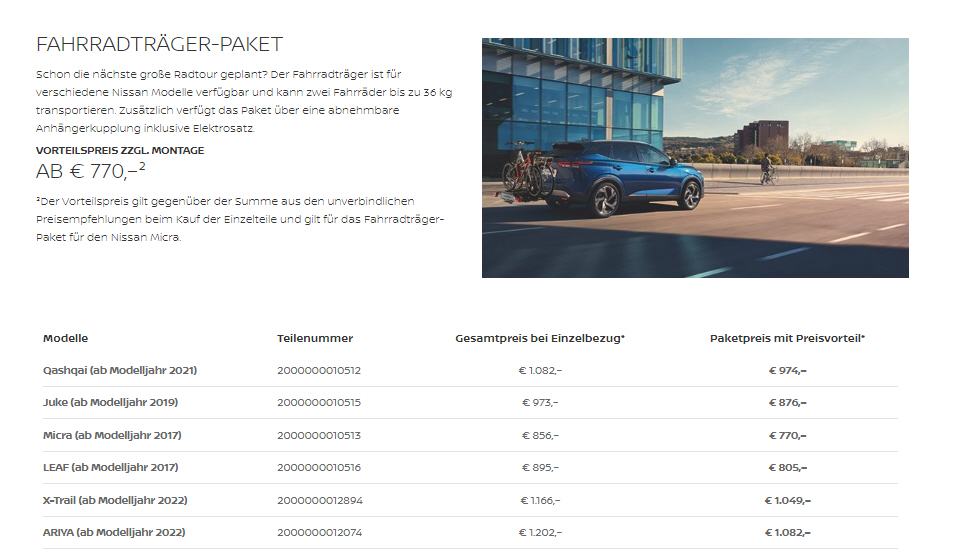 FAHRRADTRÄGER-PAKET
Schon die nächste große Radtour geplant? Der Fahrradträger ist für
verschiedene Nissan Modelle verfügbar und kann zwei Fahrräder bis zu 36 kg
transportieren. Zusätzlich verfügt das Paket über eine abnehmbare
Anhängerkupplung inklusive Elektrosatz.
VORTEILSPREIS ZZGL. MONTAGE
AB € 770,–²
²Der Vorteilspreis gilt gegenüber der Summe aus den unverbindlichen
Preisempfehlungen beim Kauf der Einzelteile und gilt für das Fahrradträger-
Paket für den Nissan Micra.
Modelle Teilenummer Gesamtpreis bei Einzelbezug* Paketpreis mit Preisvorteil*
Qashqai (ab Modelljahr 2021) 2000000010512 € 1.082,– € 974,–
Juke (ab Modelljahr 2019) 2000000010515 € 973,– € 876,–
Micra (ab Modelljahr 2017) 2000000010513 € 856,– € 770,–
LEAF (ab Modelljahr 2017) 2000000010516 € 895,– € 805,–
X-Trail (ab Modelljahr 2022) 2000000012894 € 1.166,– € 1.049,–
ARIYA (ab Modelljahr 2022) 2000000012074 € 1.202,– € 1.082,–